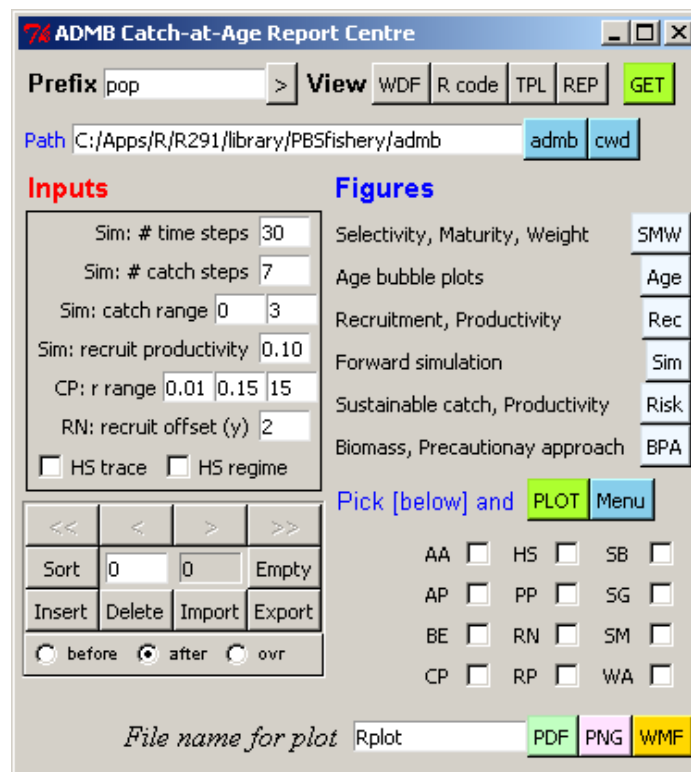 ADMB Catch-at-Age Report Centre
Prefix pop > View WDF R code TPL REP GET
Path C:/Apps/R/R291/library/PBSfishery/admb admb cwd
Inputs
Sim: # time steps 30
Sim: # catch steps 7
Sim: catch range 0 3
Sim: recruit productivity 0.10
CP: r range 0.01 0.15 15
RN: recruit offset (y) 2
HS trace HS regime
<< < > >>
Sort 0 0 Empty
Insert Delete Import Export
before after ovr
Figures
Selectivity, Maturity, Weight SMW
Age bubble plots Age
Recruitment, Productivity Rec
Forward simulation Sim
Sustainable catch, Productivity Risk
Biomass, Precautionay approach BPA
Pick [below] and PLOT Menu
AA HS SB
AP PP SG
BE RN SM
CP RP WA
File name for plot Rplot PDF PNG WMF